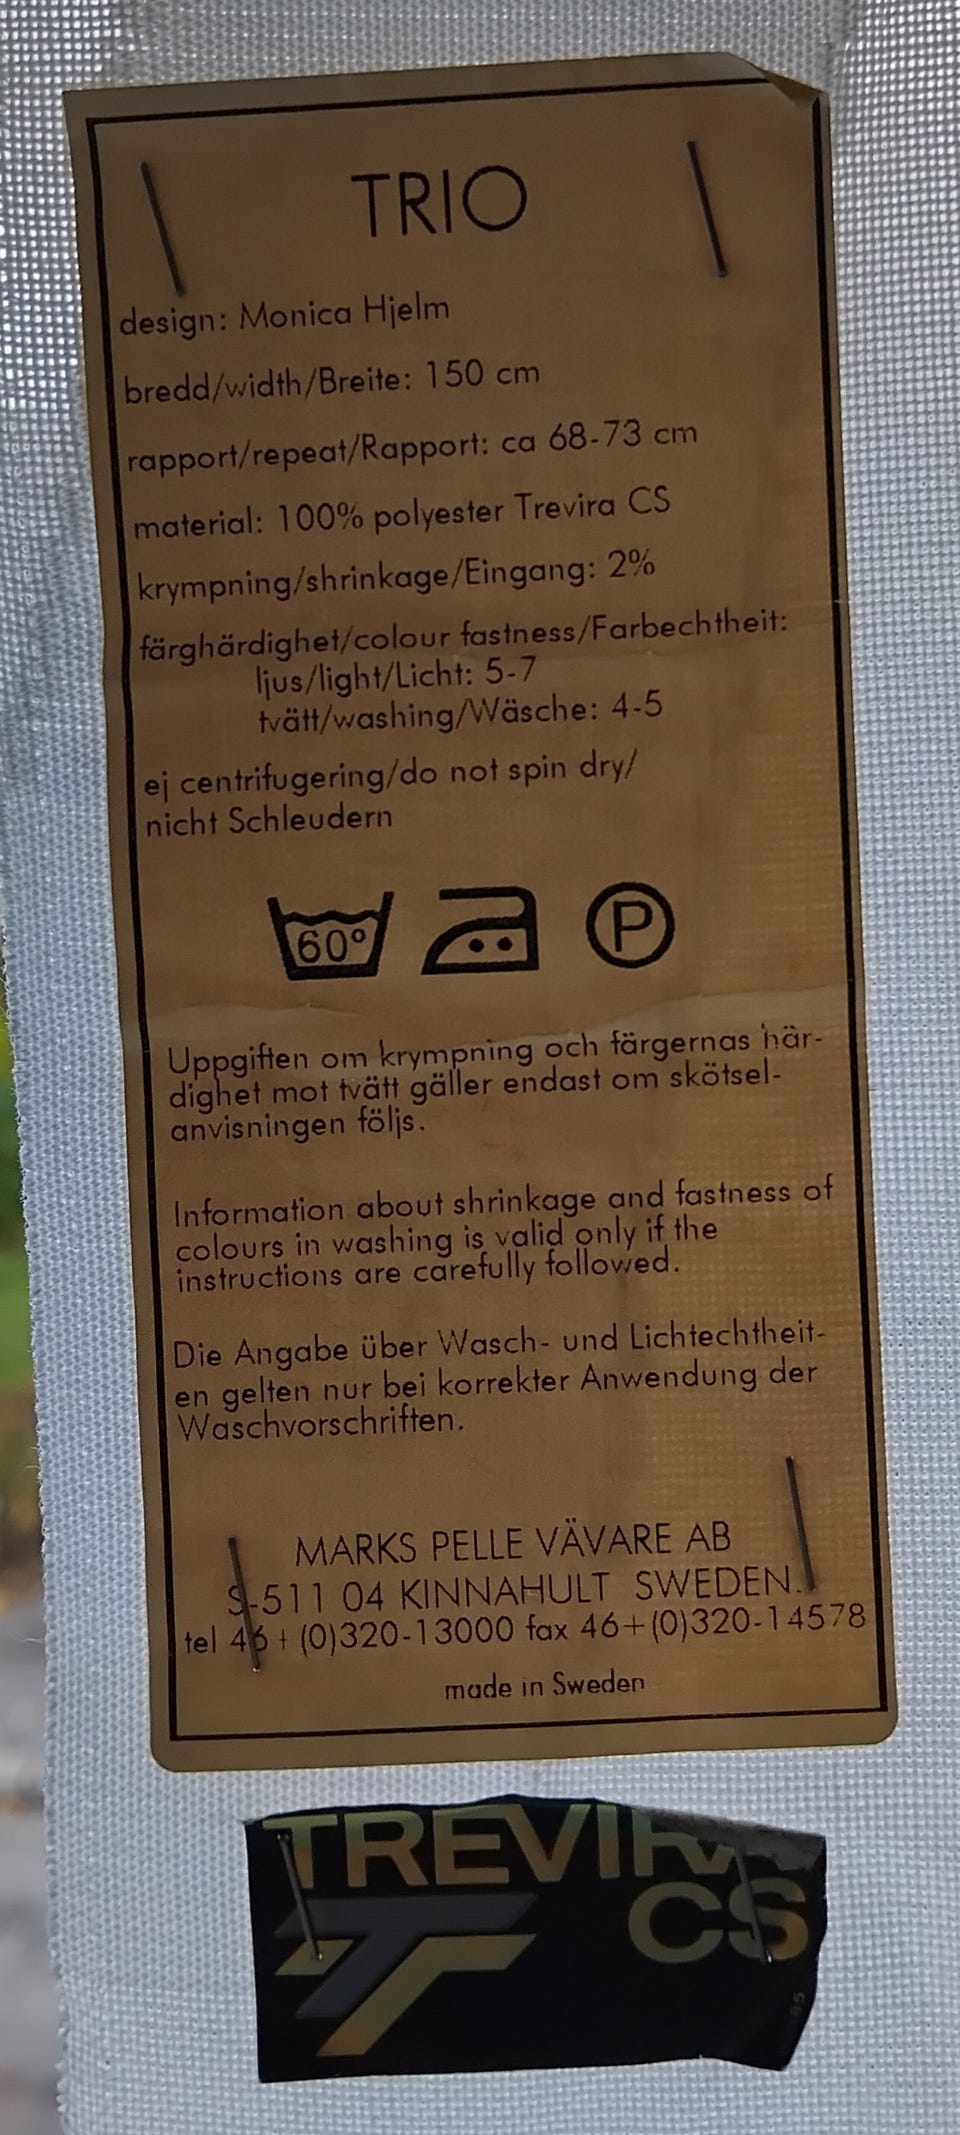 TRIO
design: Monica Hjelm
bredd/width/Breite: 150 cm
rapport/repeat/Rapport: ca 68-73 cm
material: 100% polyester Trevira CS
krympning/shrinkage/Eingang: 2%
färghärdighet/colour fastness/Farbechtheit:
ljus/light/Licht: 5-7
tvätt/washing/Wäsche: 4-5
ej centrifugering/do not spin dry/
nicht Schleudern
60° P
Uppgiften om krympning och färgernas här-
dighet mot tvätt gäller endast om skötsel-
anvisningen följs.
Information about shrinkage and fastness of
colours in washing is valid only if the
instructions are carefully followed.
Die Angabe über Wasch- und Lichtechtheit-
en gelten nur bei korrekter Anwendung der
Waschvorschriften.
MARKS PELLE VÄVARE AB
S-511 04 KINNAHULT SWEDEN.
tel 46+(0)320-13000 fax 46+(0)320-14578
made in Sweden
TREVIRA
CS